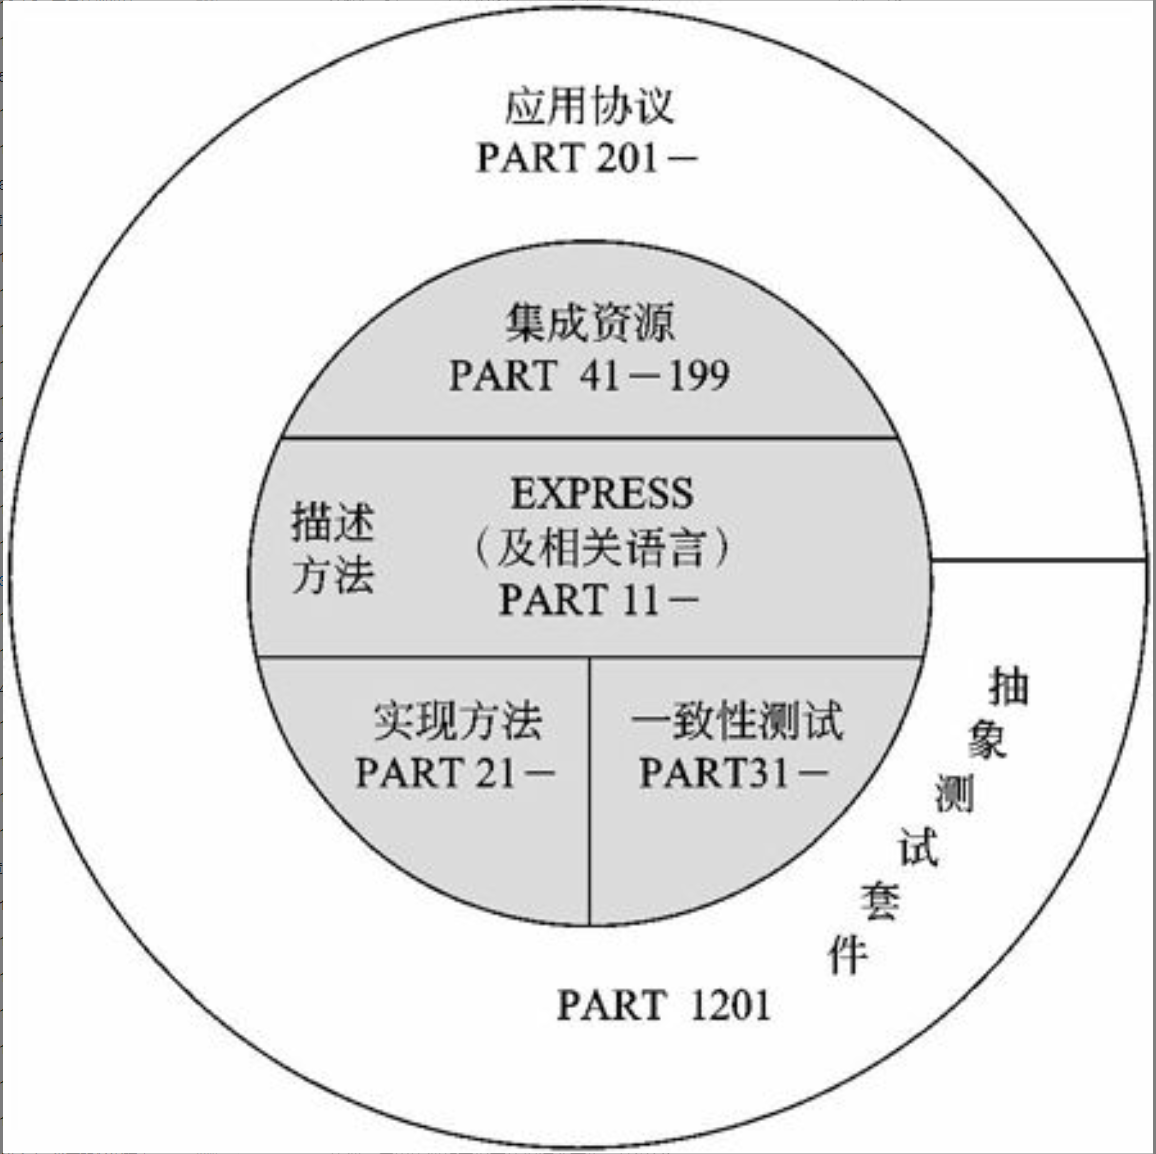 应用协议
PART 201－
集成资源
PART 41－199
描述
方法
EXPRESS
（及相关语言）
PART 11－
实现方法
PART 21－
一致性测试
PART31－
抽象测试套件
PART 1201